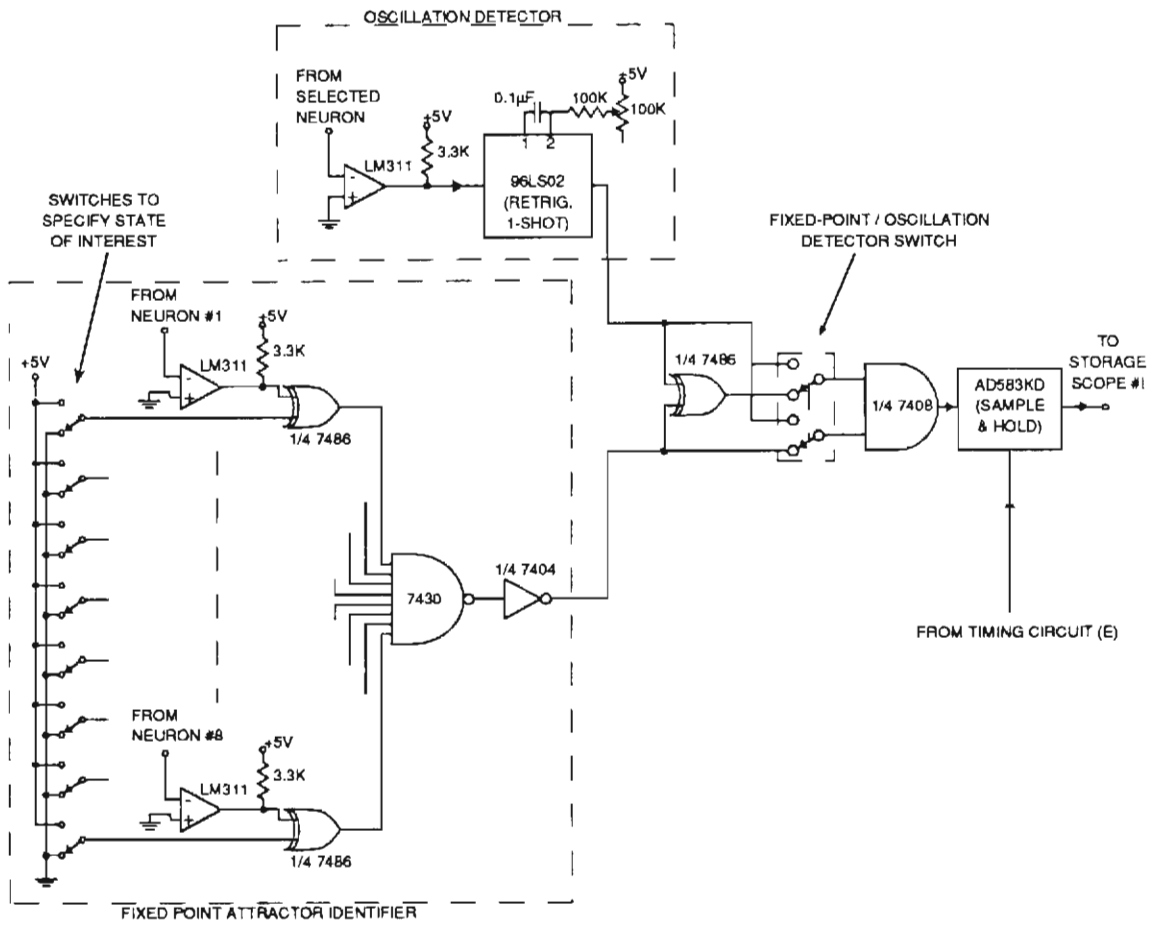 OSCILLATION DETECTOR
FROM
SELECTED
NEURON
LM311
+5V
3.3K
0.1µF
100K
+5V
100K
1 2
96LS02
(RETRIG.
1-SHOT)
SWITCHES TO
SPECIFY STATE
OF INTEREST
FIXED-POINT / OSCILLATION
DETECTOR SWITCH
+5V
FROM
NEURON #1
LM311
+5V
3.3K
1/4 7486
1/4 7486
1/4 7408
AD583KD
(SAMPLE
& HOLD)
TO
STORAGE
SCOPE #1
7430
1/4 7404
FROM TIMING CIRCUIT (E)
FROM
NEURON #8
LM311
+5V
3.3K
1/4 7486
FIXED POINT ATTRACTOR IDENTIFIER